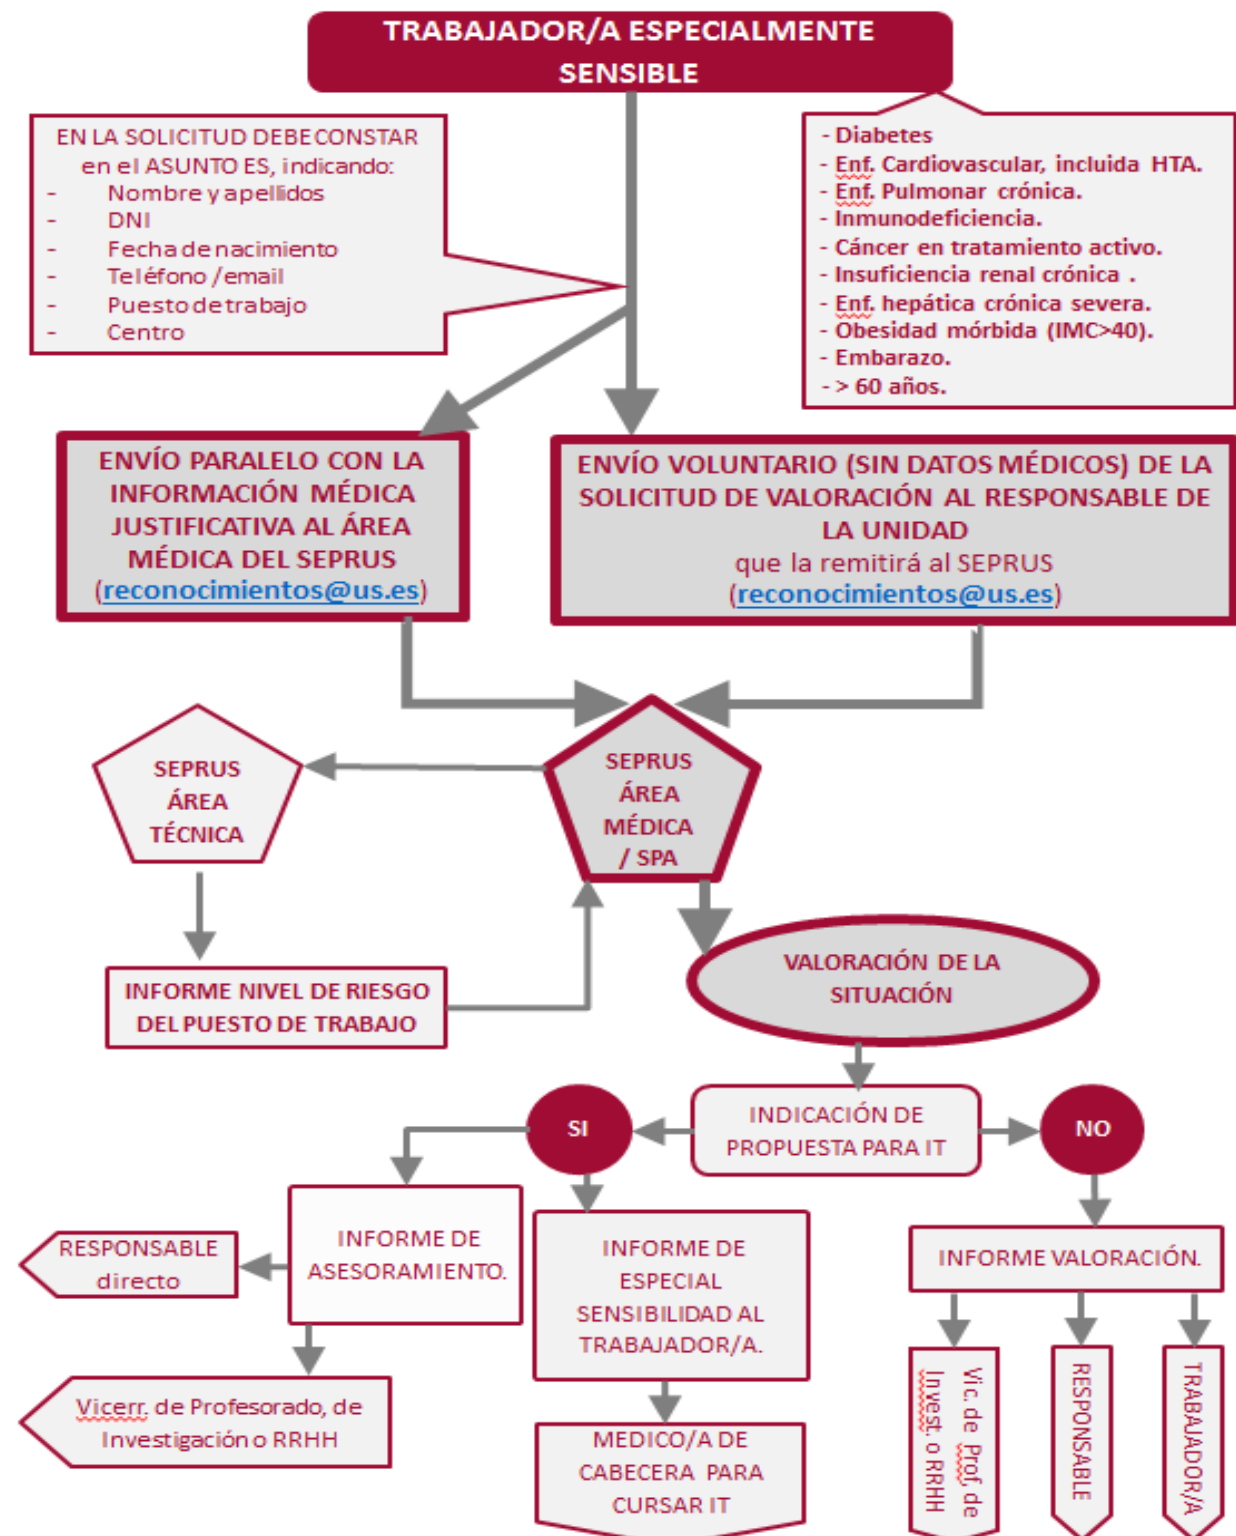 TRABAJADOR/A ESPECIALMENTE
SENSIBLE
EN LA SOLICITUD DEBE CONSTAR
en el ASUNTO ES, indicando:
- Nombre y apellidos
- DNI
- Fecha de nacimiento
- Teléfono /email
- Puesto de trabajo
- Centro
- Diabetes
- Enf. Cardiovascular, incluida HTA.
- Enf. Pulmonar crónica.
- Inmunodeficiencia.
- Cáncer en tratamiento activo.
- Insuficiencia renal crónica .
- Enf. hepática crónica severa.
- Obesidad mórbida (IMC>40).
- Embarazo.
- > 60 años.
ENVÍO PARALELO CON LA
INFORMACIÓN MÉDICA
JUSTIFICATIVA AL ÁREA
MÉDICA DEL SEPRUS
(reconocimientos@us.es)
ENVÍO VOLUNTARIO (SIN DATOS MÉDICOS) DE LA
SOLICITUD DE VALORACIÓN AL RESPONSABLE DE
LA UNIDAD
que la remitirá al SEPRUS
(reconocimientos@us.es)
SEPRUS
ÁREA
TÉCNICA
SEPRUS
ÁREA
MÉDICA
/ SPA
INFORME NIVEL DE RIESGO
DEL PUESTO DE TRABAJO
VALORACIÓN DE LA
SITUACIÓN
INDICACIÓN DE
PROPUESTA PARA IT
SI
NO
INFORME DE
ASESORAMIENTO.
RESPONSABLE
directo
Vicerr. de Profesorado, de
Investigación o RRHH
INFORME DE
ESPECIAL
SENSIBILIDAD AL
TRABAJADOR/A.
MEDICO/A DE
CABECERA PARA
CURSAR IT
INFORME VALORACIÓN.
Vic. de Prof, de
Invest. o RRHH
RESPONSABLE
TRABAJADOR/A